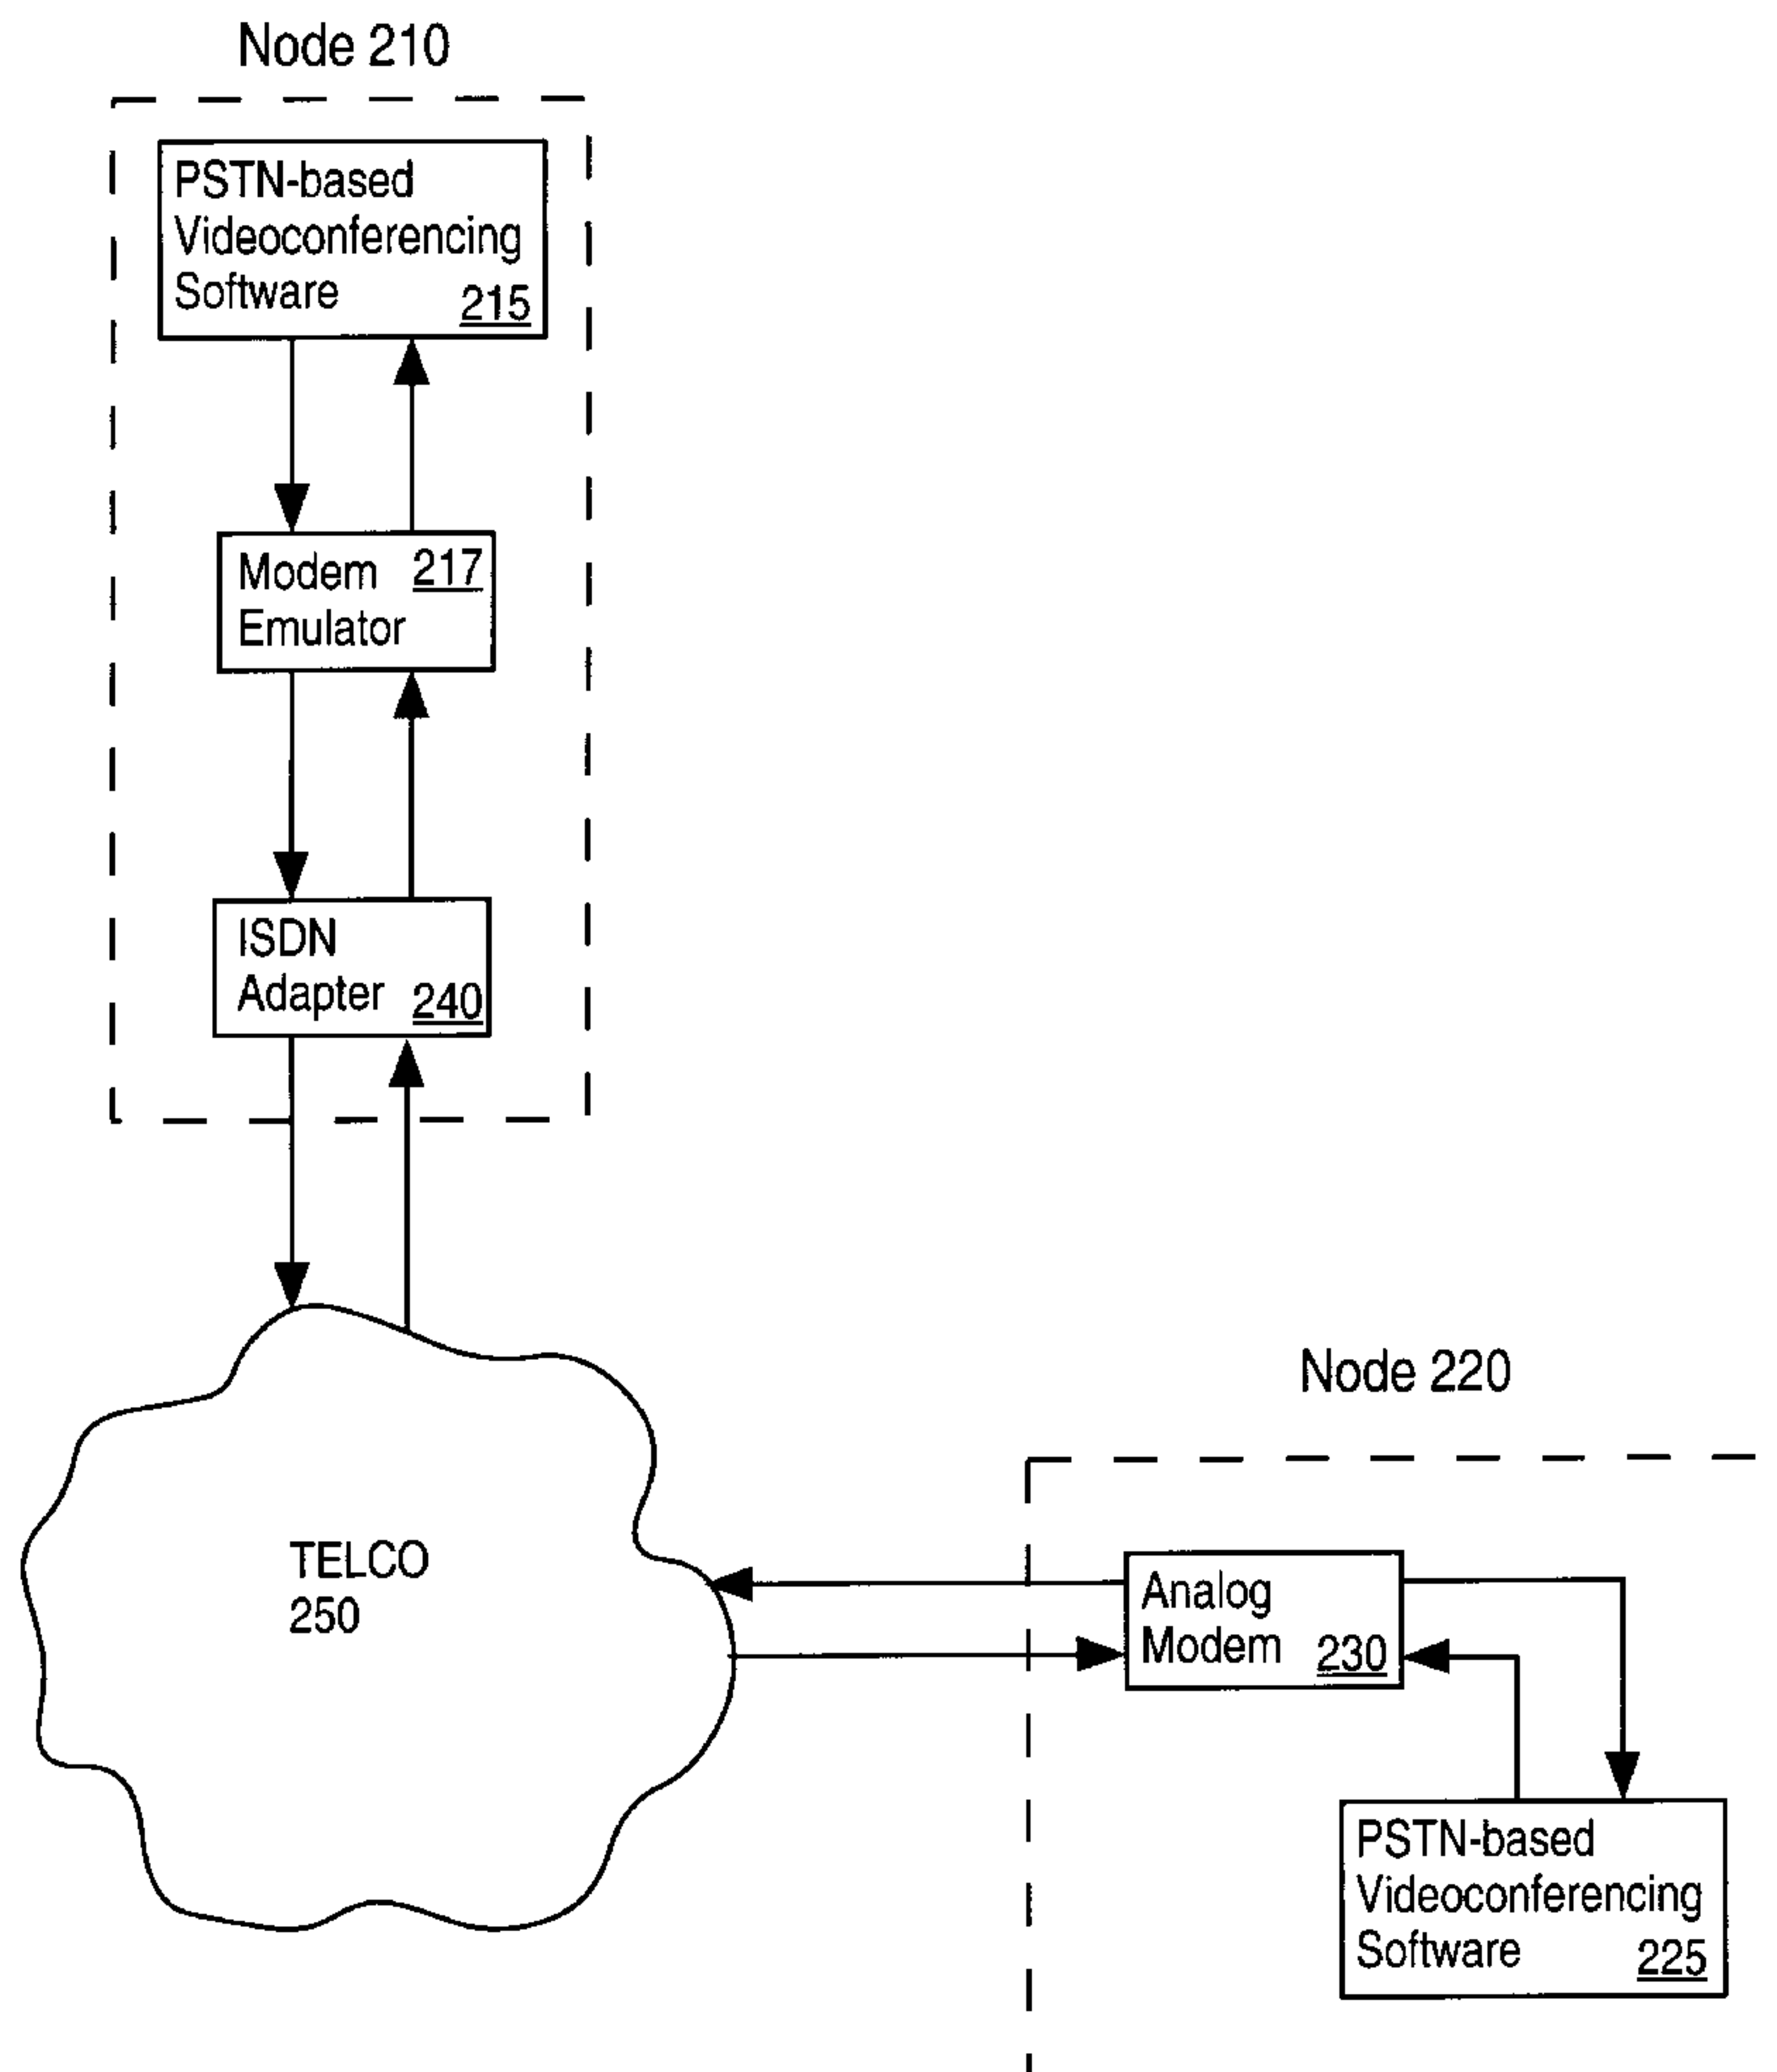 Node 210
PSTN-based
Videoconferencing
Software 215
Modem 217
Emulator
ISDN
Adapter 240
TELCO
250
Node 220
Analog
Modem 230
PSTN-based
Videoconferencing
Software 225